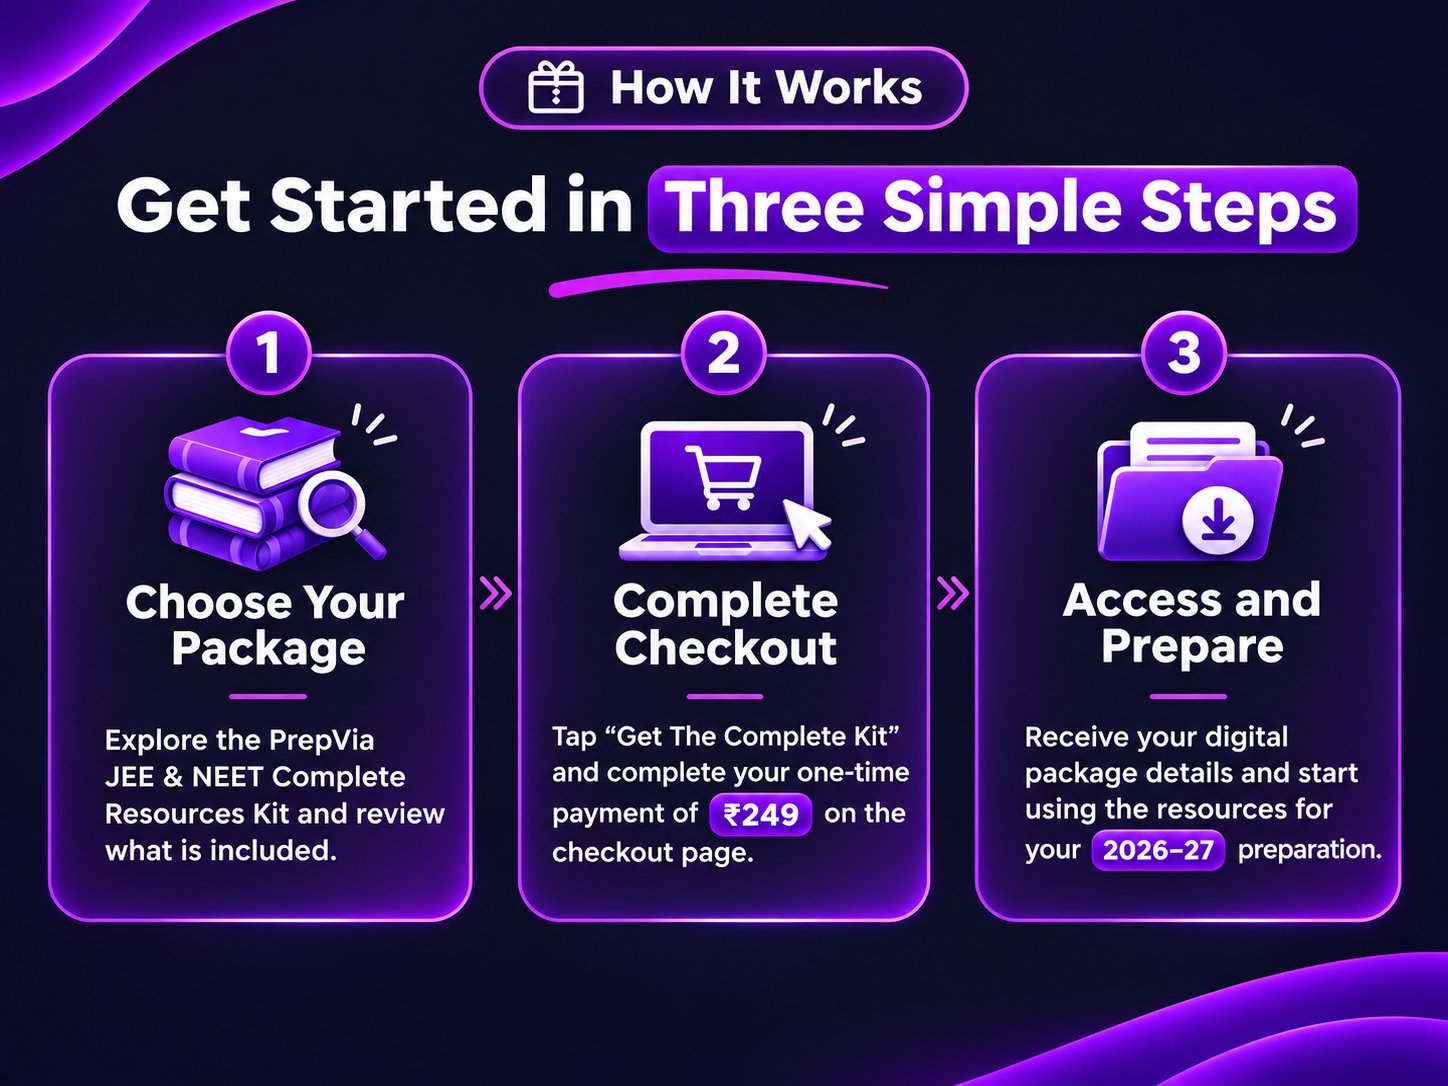 How It Works
Get Started in Three Simple Steps
1
Choose Your
Package
Explore the PrepVia
JEE & NEET Complete
Resources Kit and review
what is included.
2
Complete
Checkout
Tap “Get The Complete Kit”
and complete your one-time
payment of ₹249 on the
checkout page.
3
Access and
Prepare
Receive your digital
package details and start
using the resources for
your 2026–27 preparation.